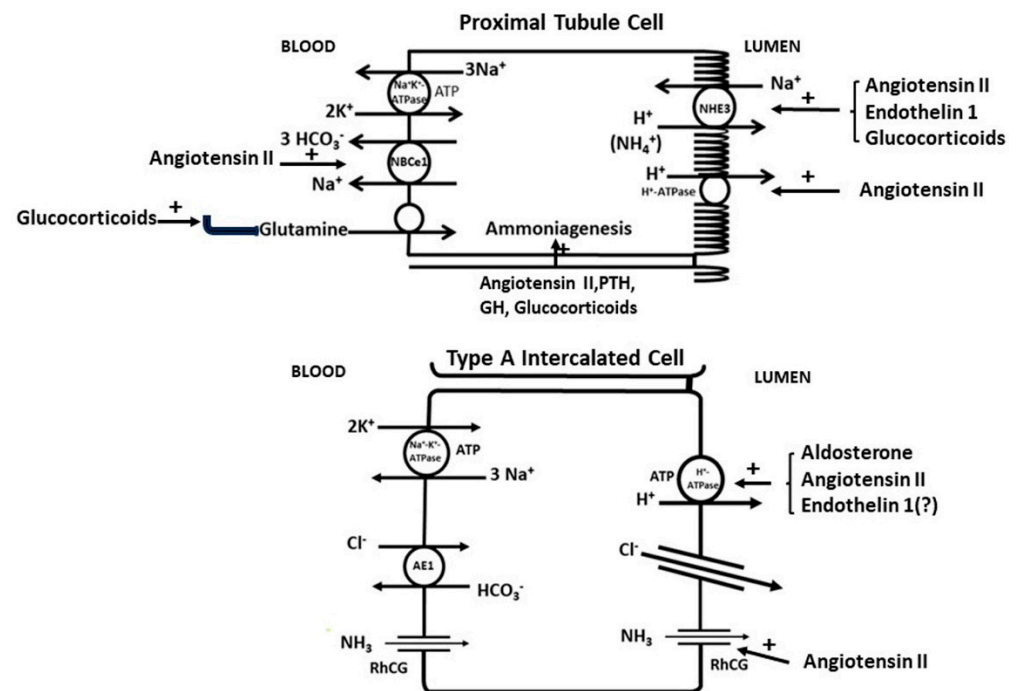 Proximal Tubule Cell
BLOOD
LUMEN
3Na⁺
Na⁺K⁺-
ATPase
ATP
2K⁺
3 HCO₃⁻
Angiotensin II
+
NBCe1
Na⁺
Glucocorticoids
+
Glutamine
Ammoniagenesis
+
Angiotensin II,PTH,
GH, Glucocorticoids
Na⁺
NHE3
H⁺
(NH₄⁺)
+
Angiotensin II
Endothelin 1
Glucocorticoids
H⁺
H⁺-ATPase
+
Angiotensin II
Type A Intercalated Cell
BLOOD
LUMEN
2K⁺
Na⁺-K⁺-
ATPase
ATP
3 Na⁺
Cl⁻
AE1
HCO₃⁻
NH₃
RhCG
ATP
H⁺-
ATPase
H⁺
+
Aldosterone
Angiotensin II
Endothelin 1(?)
Cl⁻
NH₃
RhCG
+
Angiotensin II